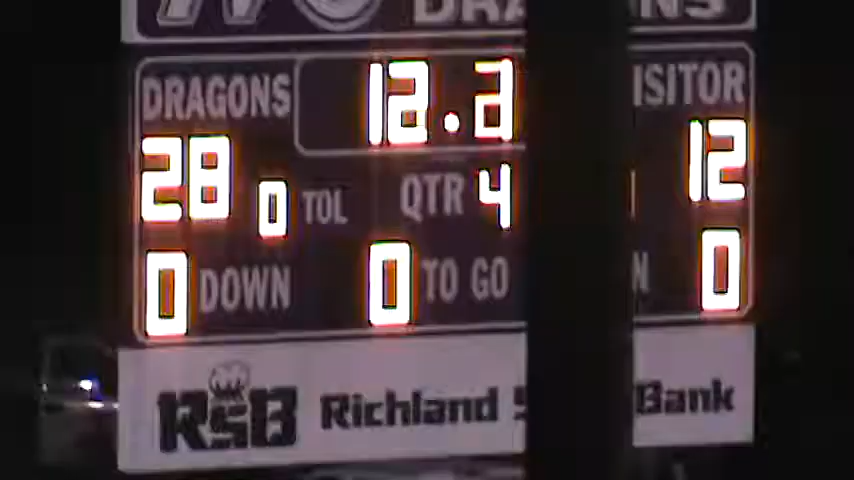 DRAGONS 12.2 ISITOR
28 0 TOL QTR 4 12
0 DOWN 0 TO GO N 0
RSB Richland S Bank